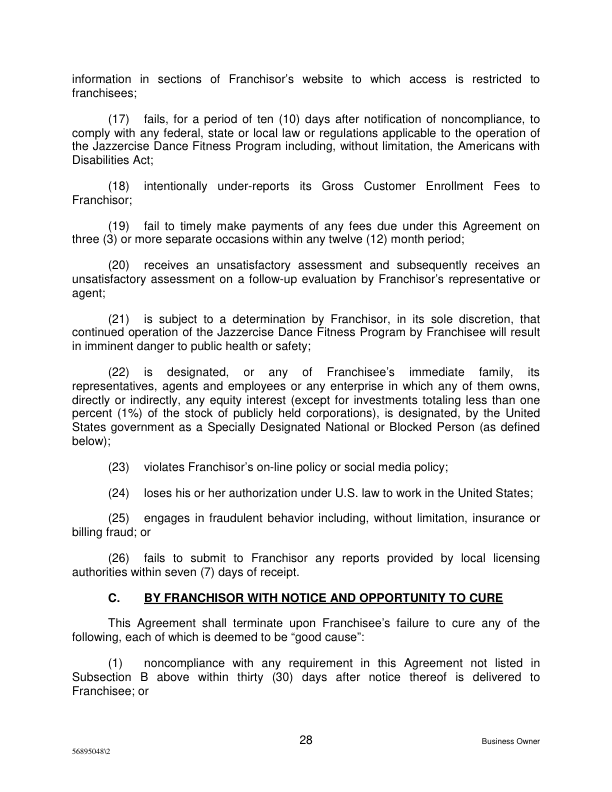 information in sections of Franchisor's website to which access is restricted to
franchisees;
(17) fails, for a period of ten (10) days after notification of noncompliance, to
comply with any federal, state or local law or regulations applicable to the operation of
the Jazzercise Dance Fitness Program including, without limitation, the Americans with
Disabilities Act;
(18) intentionally under-reports its Gross Customer Enrollment Fees to
Franchisor;
(19) fail to timely make payments of any fees due under this Agreement on
three (3) or more separate occasions within any twelve (12) month period;
(20) receives an unsatisfactory assessment and subsequently receives an
unsatisfactory assessment on a follow-up evaluation by Franchisor's representative or
agent;
(21) is subject to a determination by Franchisor, in its sole discretion, that
continued operation of the Jazzercise Dance Fitness Program by Franchisee will result
in imminent danger to public health or safety;
(22) is designated, or any of Franchisee's immediate family, its
representatives, agents and employees or any enterprise in which any of them owns,
directly or indirectly, any equity interest (except for investments totaling less than one
percent (1%) of the stock of publicly held corporations), is designated, by the United
States government as a Specially Designated National or Blocked Person (as defined
below);
(23) violates Franchisor's on-line policy or social media policy;
(24) loses his or her authorization under U.S. law to work in the United States;
(25) engages in fraudulent behavior including, without limitation, insurance or
billing fraud; or
(26) fails to submit to Franchisor any reports provided by local licensing
authorities within seven (7) days of receipt.
C. BY FRANCHISOR WITH NOTICE AND OPPORTUNITY TO CURE
This Agreement shall terminate upon Franchisee's failure to cure any of the
following, each of which is deemed to be "good cause":
(1) noncompliance with any requirement in this Agreement not listed in
Subsection B above within thirty (30) days after notice thereof is delivered to
Franchisee; or
28
Business Owner
56895048\2